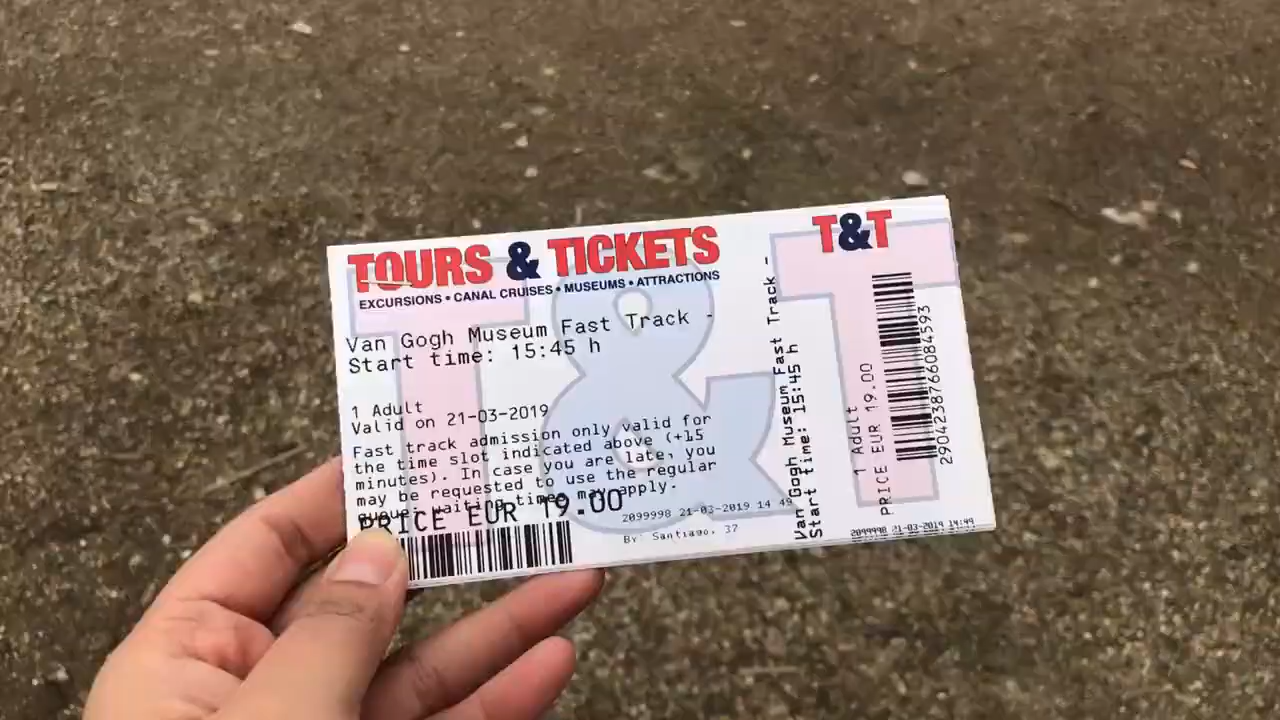 TOURS & TICKETS
EXCURSIONS • CANAL CRUISES • MUSEUMS • ATTRACTIONS
Van Gogh Museum Fast Track -
Start time: 15:45 h
1 Adult
Valid on 21-03-2019
Fast track admission only valid for
the time slot indicated above (+15
minutes). In case you are late, you
may be requested to use the regular
queue; waiting times may apply.
PRICE EUR 19.00
2099998 21-03-2019 14 49
By: Santiago, 37
T&T
Van Gogh Museum Fast Track -
Start time: 15:45 h
1 Adult
PRICE EUR 19.00
2904238766084593
2099998 21-03-2019 14:49
T&T